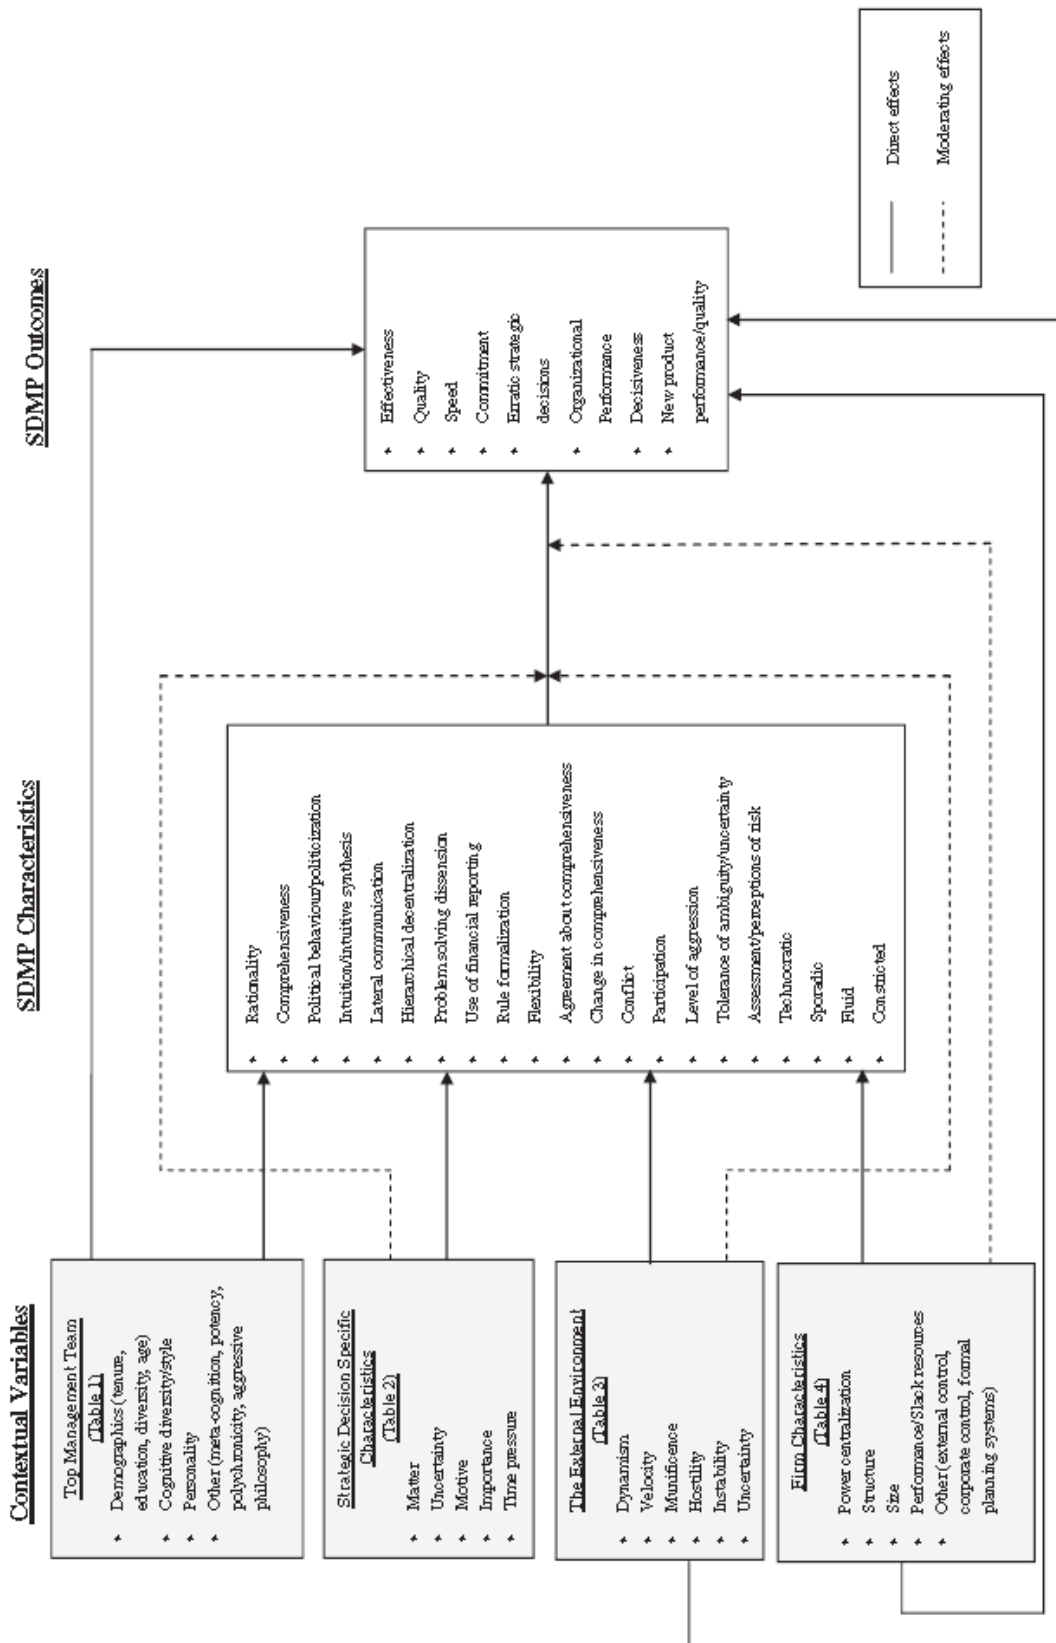 Contextual Variables
Top Management Team
(Table 1)
Demographics (tenure,
education, diversity, age)
Cognitive diversity/style
Personality
Other (meta-cognition, potency,
polychronicity, aggressive
philosophy)
Strategic Decision Specific
Characteristics
(Table 2)
Matter
Uncertainty
Motive
Importance
Time pressure
The External Environment
(Table 3)
Dynamism
Velocity
Munificence
Hostility
Instability
Uncertainty
Firm Characteristics
(Table 4)
Power centralization
Structure
Size
Performance/Slack resources
Other (external control,
corporate control, formal
planning systems)
SDMP Characteristics
Rationality
Comprehensiveness
Political behaviour/politicization
Intuition/intuitive synthesis
Lateral communication
Hierarchical decentralization
Problem solving dissension
Use of financial reporting
Rule formalization
Flexibility
Agreement about comprehensiveness
Change in comprehensiveness
Conflict
Participation
Level of aggression
Tolerance of ambiguity/uncertainty
Assessment/perceptions of risk
Technocratic
Sporadic
Fluid
Constricted
SDMP Outcomes
Effectiveness
Quality
Speed
Commitment
Erratic strategic
decisions
Organizational
Performance
Decisiveness
New product
performance/quality
Direct effects
Moderating effects